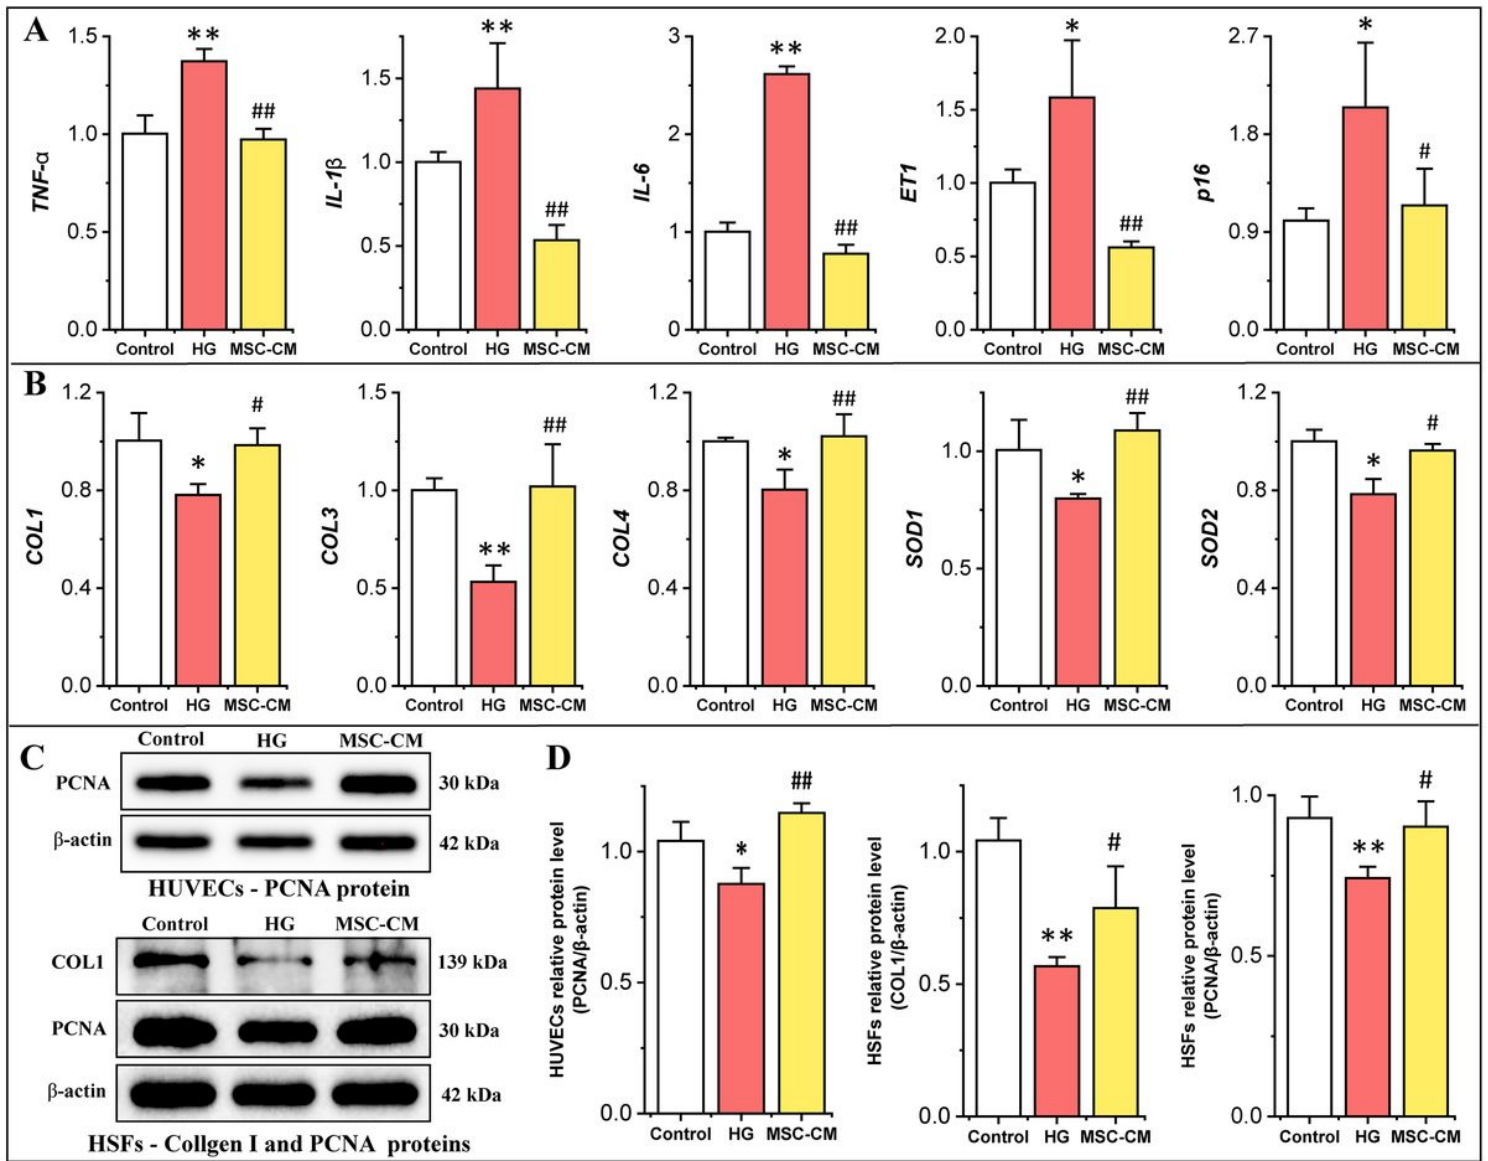 A
1.5
1.0
0.5
0.0
TNF-α
**
##
Control HG MSC-CM
1.5
1.0
0.5
0.0
IL-1β
**
##
Control HG MSC-CM
3
2
1
0
IL-6
**
##
Control HG MSC-CM
2.0
1.5
1.0
0.5
0.0
ET1
*
##
Control HG MSC-CM
2.7
1.8
0.9
0.0
p16
*
#
Control HG MSC-CM
B
1.2
0.8
0.4
0.0
COL1
*
#
Control HG MSC-CM
1.5
1.0
0.5
0.0
COL3
**
##
Control HG MSC-CM
1.2
0.8
0.4
0.0
COL4
*
##
Control HG MSC-CM
1.0
0.5
0.0
SOD1
*
##
Control HG MSC-CM
1.2
0.8
0.4
0.0
SOD2
*
#
Control HG MSC-CM
C
Control HG MSC-CM
PCNA 30 kDa
β-actin 42 kDa
HUVECs - PCNA protein
Control HG MSC-CM
COL1 139 kDa
PCNA 30 kDa
β-actin 42 kDa
HSFs - Collgen I and PCNA proteins
D
HUVECs relative protein level
(PCNA/β-actin)
1.0
0.5
0.0
*
##
Control HG MSC-CM
HSFs relative protein level
(COL1/β-actin)
1.0
0.5
0.0
**
#
Control HG MSC-CM
HSFs relative protein level
(PCNA/β-actin)
1.0
0.5
0.0
**
#
Control HG MSC-CM